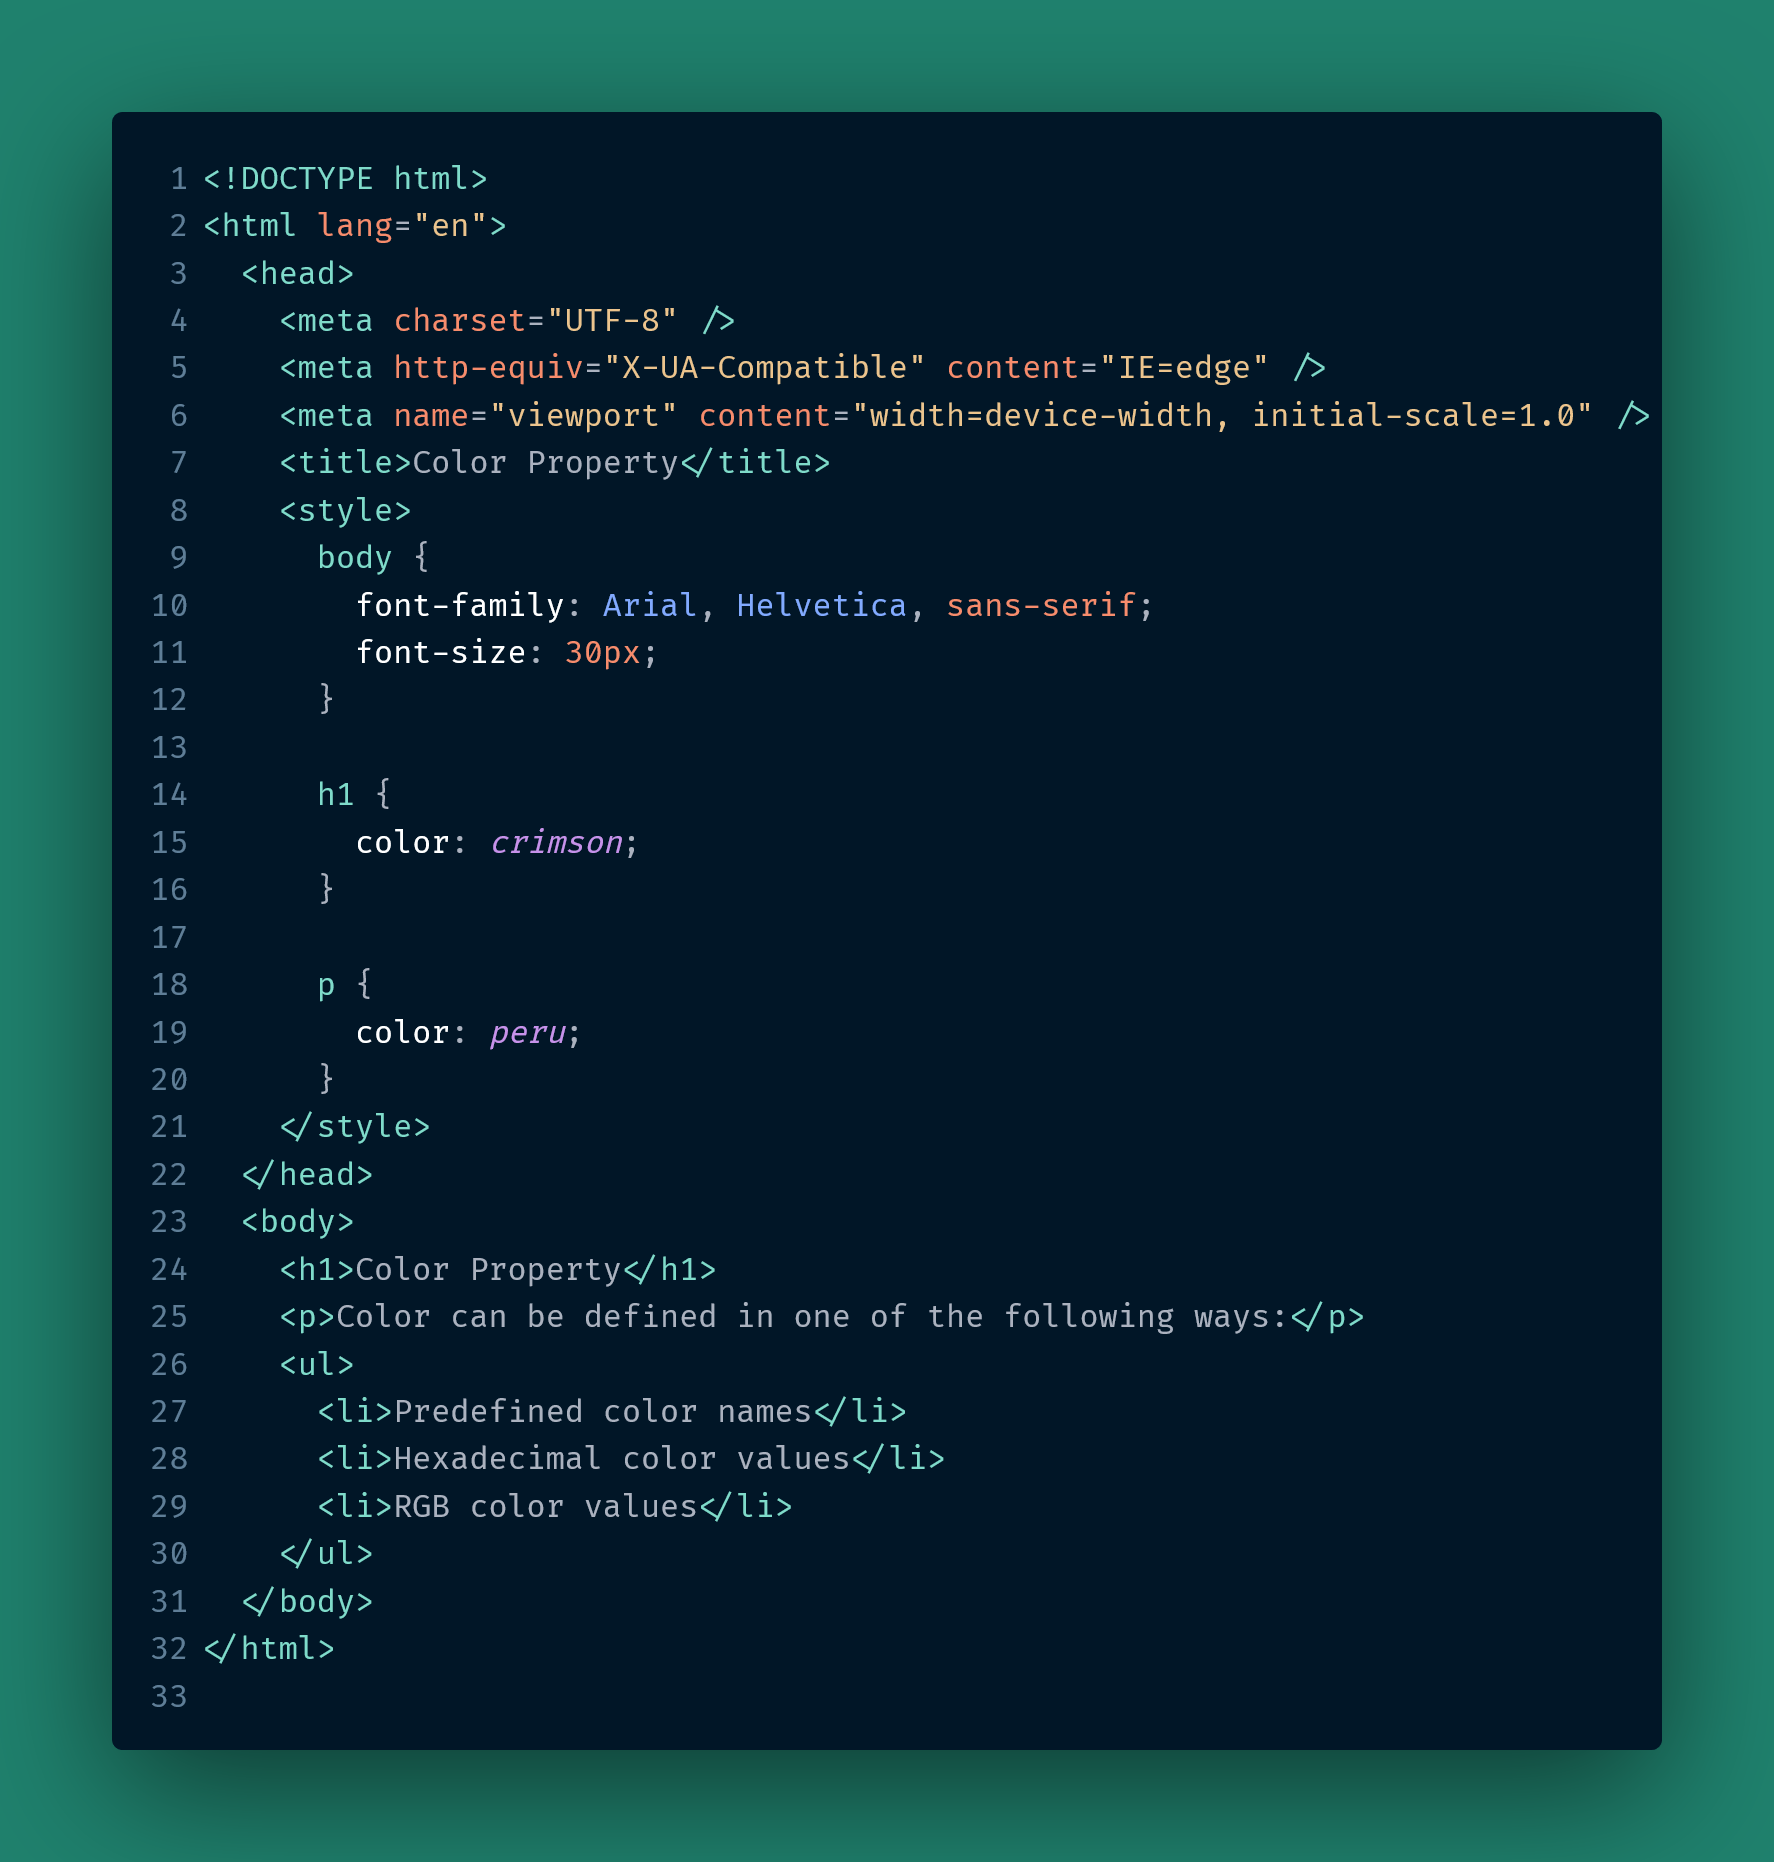 1 <!DOCTYPE html>
2 <html lang="en">
3   <head>
4     <meta charset="UTF-8" />
5     <meta http-equiv="X-UA-Compatible" content="IE=edge" />
6     <meta name="viewport" content="width=device-width, initial-scale=1.0" />
7     <title>Color Property</title>
8     <style>
9       body {
10         font-family: Arial, Helvetica, sans-serif;
11         font-size: 30px;
12       }
13
14       h1 {
15         color: crimson;
16       }
17
18       p {
19         color: peru;
20       }
21     </style>
22   </head>
23   <body>
24     <h1>Color Property</h1>
25     <p>Color can be defined in one of the following ways:</p>
26     <ul>
27       <li>Predefined color names</li>
28       <li>Hexadecimal color values</li>
29       <li>RGB color values</li>
30     </ul>
31   </body>
32 </html>
33